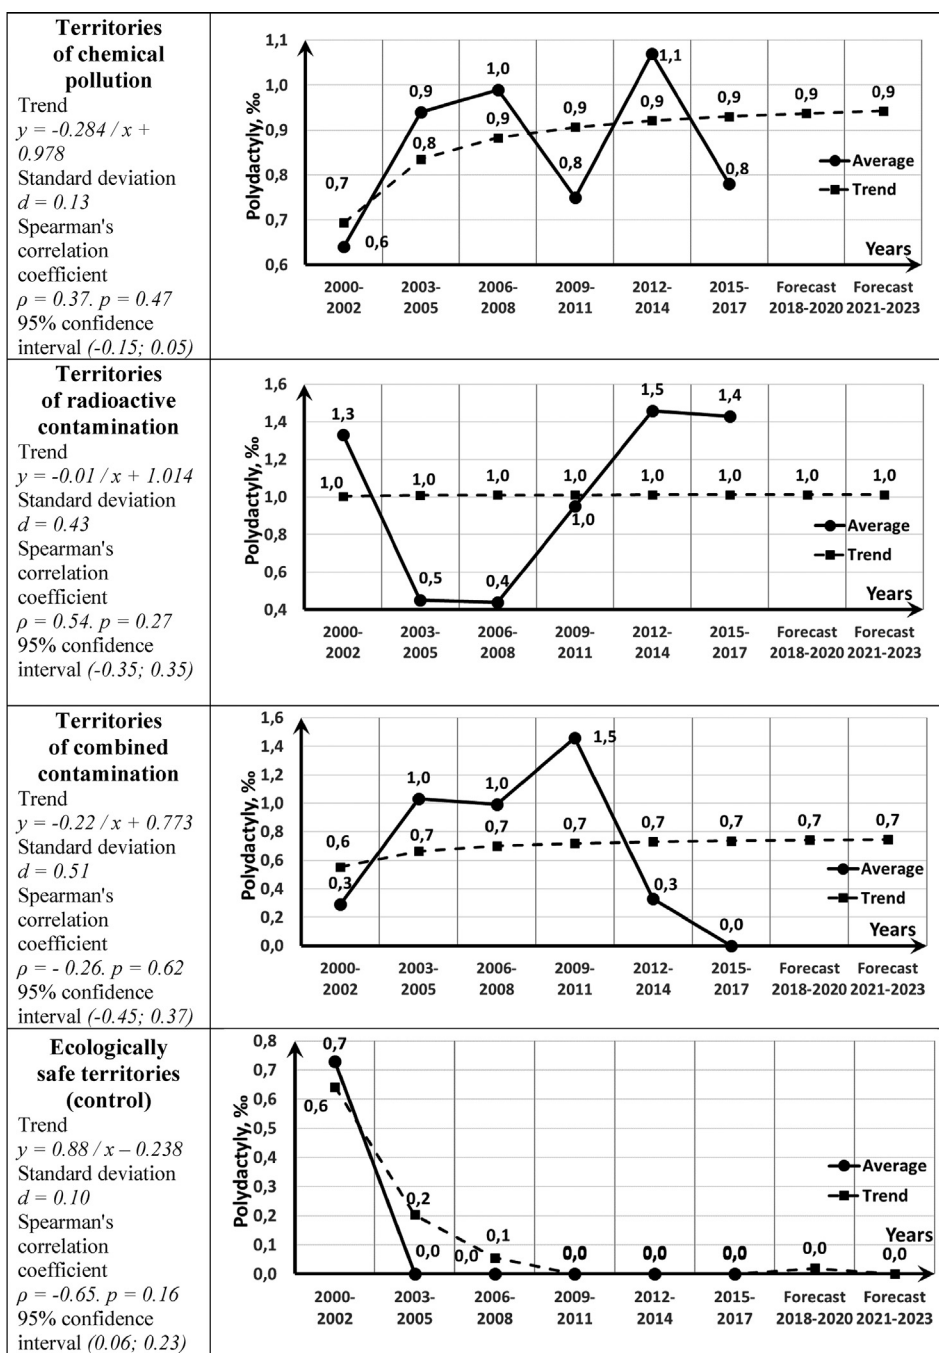 Territories
of chemical
pollution
Trend
y = -0.284 / x +
0.978
Standard deviation
d = 0.13
Spearman's
correlation
coefficient
ρ = 0.37. p = 0.47
95% confidence
interval (-0.15; 0.05)
Polydactyly, ‰
1,1
1,0
0,9
0,8
0,7
0,6
0,7
0,6
0,9
0,8
1,0
0,9
0,9
0,8
1,1
0,9
0,9
0,8
0,9
0,9
Average
Trend
Years
2000-
2002
2003-
2005
2006-
2008
2009-
2011
2012-
2014
2015-
2017
Forecast
2018-2020
Forecast
2021-2023
Territories
of radioactive
contamination
Trend
y = -0.01 / x + 1.014
Standard deviation
d = 0.43
Spearman's
correlation
coefficient
ρ = 0.54. p = 0.27
95% confidence
interval (-0.35; 0.35)
Polydactyly, ‰
1,6
1,4
1,2
1,0
0,8
0,6
0,4
1,3
1,0
1,0
0,5
1,0
0,4
1,0
1,0
1,5
1,0
1,4
1,0
1,0
1,0
Average
Trend
Years
2000-
2002
2003-
2005
2006-
2008
2009-
2011
2012-
2014
2015-
2017
Forecast
2018-2020
Forecast
2021-2023
Territories
of combined
contamination
Trend
y = -0.22 / x + 0.773
Standard deviation
d = 0.51
Spearman's
correlation
coefficient
ρ = - 0.26. p = 0.62
95% confidence
interval (-0.45; 0.37)
Polydactyly, ‰
1,6
1,4
1,2
1,0
0,8
0,6
0,4
0,2
0,0
0,6
0,3
1,0
0,7
1,0
0,7
1,5
0,7
0,7
0,3
0,7
0,0
0,7
0,7
Average
Trend
Years
2000-
2002
2003-
2005
2006-
2008
2009-
2011
2012-
2014
2015-
2017
Forecast
2018-2020
Forecast
2021-2023
Ecologically
safe territories
(control)
Trend
y = 0.88 / x – 0.238
Standard deviation
d = 0.10
Spearman's
correlation
coefficient
ρ = -0.65. p = 0.16
95% confidence
interval (0.06; 0.23)
Polydactyly, ‰
0,8
0,7
0,6
0,5
0,4
0,3
0,2
0,1
0,0
0,7
0,6
0,2
0,0
0,1
0,0
0,0
0,0
0,0
0,0
0,0
0,0
0,0
0,0
Average
Trend
Years
2000-
2002
2003-
2005
2006-
2008
2009-
2011
2012-
2014
2015-
2017
Forecast
2018-2020
Forecast
2021-2023